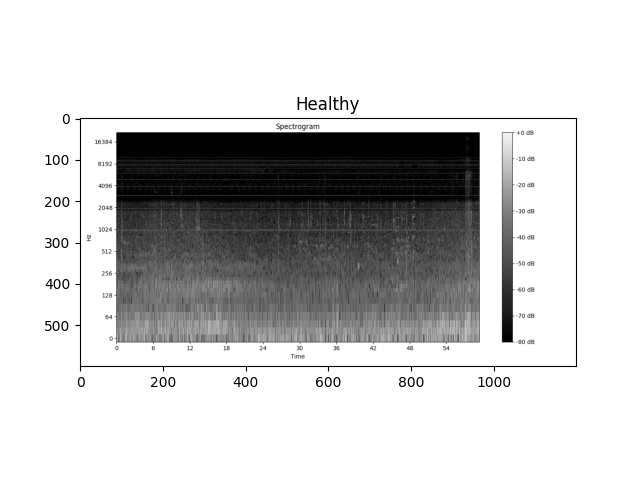 Healthy
Spectrogram
0
100
200
300
400
500
Hz
16384
8192
4096
2048
1024
512
256
128
64
0
+0 dB
-10 dB
-20 dB
-30 dB
-40 dB
-50 dB
-60 dB
-70 dB
-80 dB
0 6 12 18 24 30 36 42 48 54
Time
0 200 400 600 800 1000